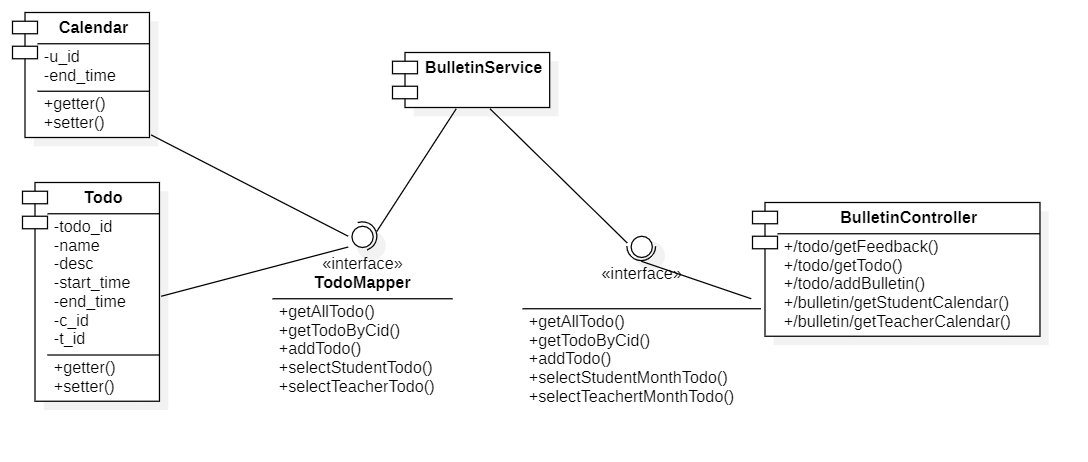 Calendar
-u_id
-end_time
+getter()
+setter()
Todo
-todo_id
-name
-desc
-start_time
-end_time
-c_id
-t_id
+getter()
+setter()
BulletinService
«interface»
TodoMapper
+getAllTodo()
+getTodoByCid()
+addTodo()
+selectStudentTodo()
+selectTeacherTodo()
«interface»
+getAllTodo()
+getTodoByCid()
+addTodo()
+selectStudentMonthTodo()
+selectTeachertMonthTodo()
BulletinController
+/todo/getFeedback()
+/todo/getTodo()
+/todo/addBulletin()
+/bulletin/getStudentCalendar()
+/bulletin/getTeacherCalendar()